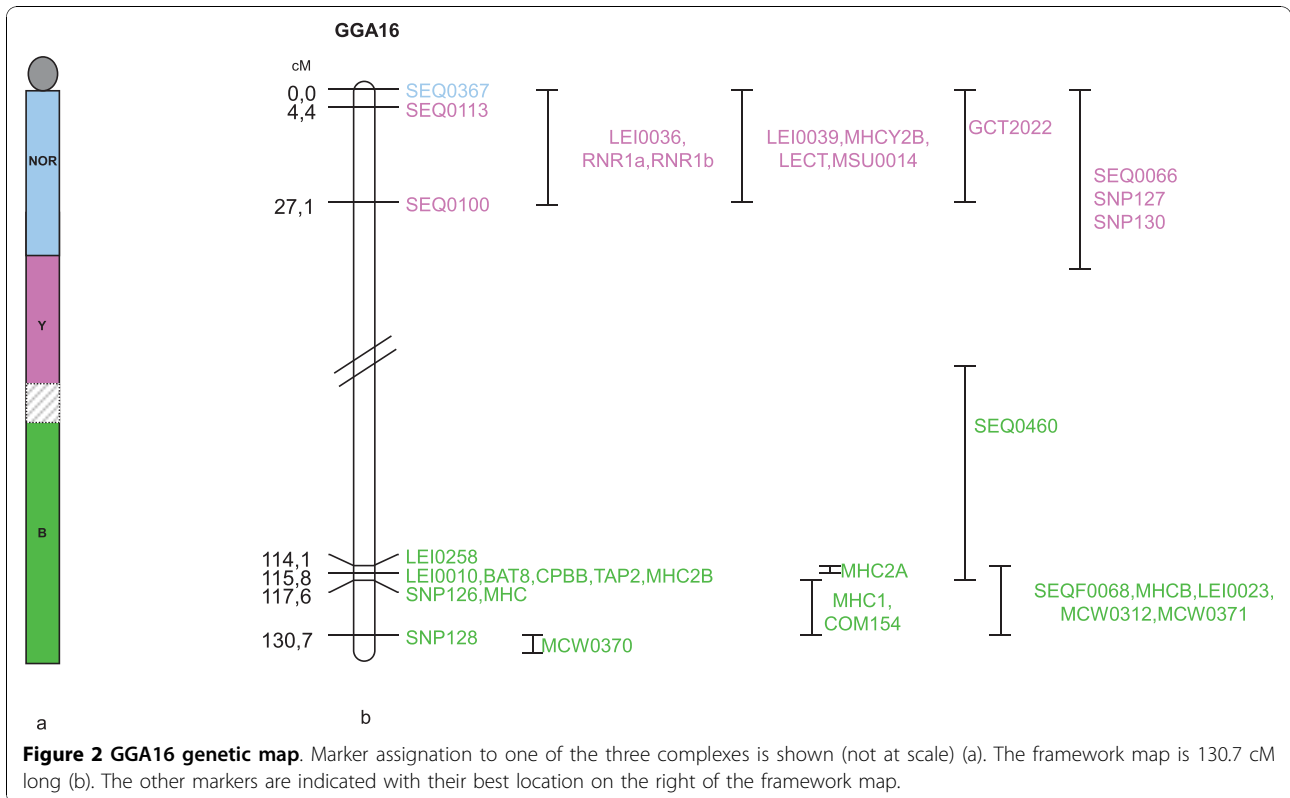 GGA16
cM
0,0
SEQ0367
4,4
SEQ0113
27,1
SEQ0100
LEI0036,
RNR1a,RNR1b
LEI0039,MHCY2B,
LECT,MSU0014
GCT2022
SEQ0066
SNP127
SNP130
NOR
Y
B
SEQ0460
114,1
LEI0258
115,8
LEI0010,BAT8,CPBB,TAP2,MHC2B
117,6
SNP126,MHC
130,7
SNP128
MCW0370
MHC2A
MHC1,
COM154
SEQF0068,MHCB,LEI0023,
MCW0312,MCW0371
a
b
Figure 2 GGA16 genetic map. Marker assignation to one of the three complexes is shown (not at scale) (a). The framework map is 130.7 cM
long (b). The other markers are indicated with their best location on the right of the framework map.